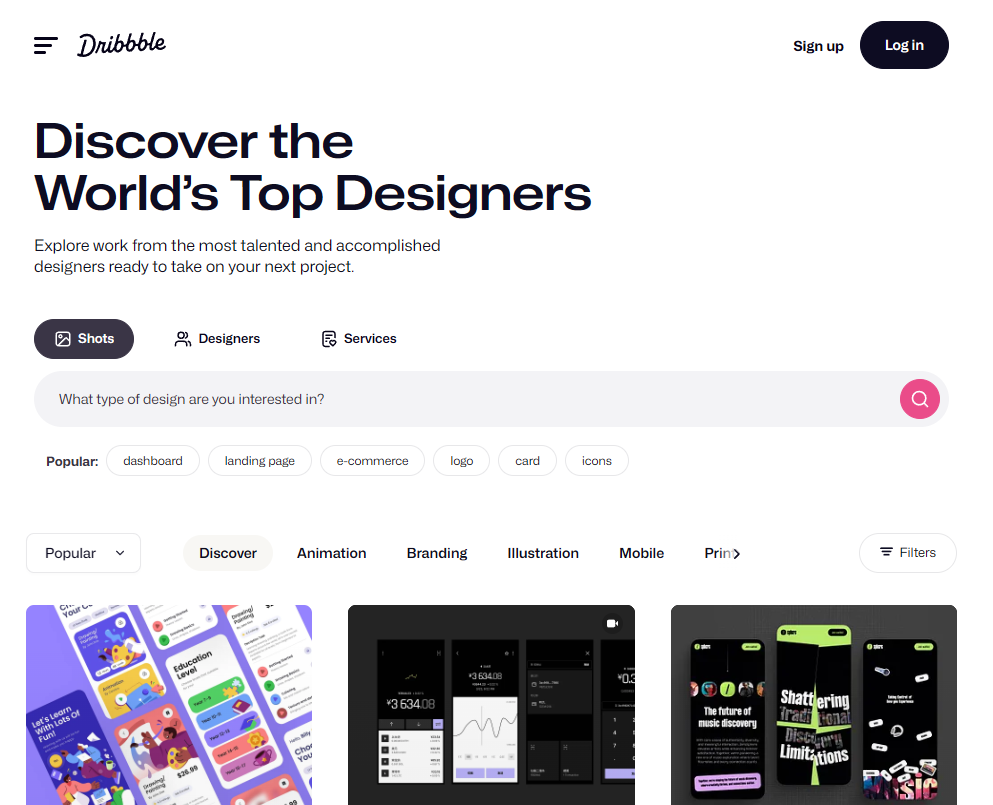 Dribbble
Sign up
Log in
Discover the
World's Top Designers
Explore work from the most talented and accomplished
designers ready to take on your next project.
Shots
Designers
Services
What type of design are you interested in?
Popular:
dashboard
landing page
e-commerce
logo
card
icons
Popular
Discover
Animation
Branding
Illustration
Mobile
Print
Filters
Drawing/
Painting
Education
Level
Let's Learn
With Lots Of
Fun!
$26.99
¥3 634.08
¥3 634.08
The future of
music discovery
Shattering
Traditional
Discovery
Limitations